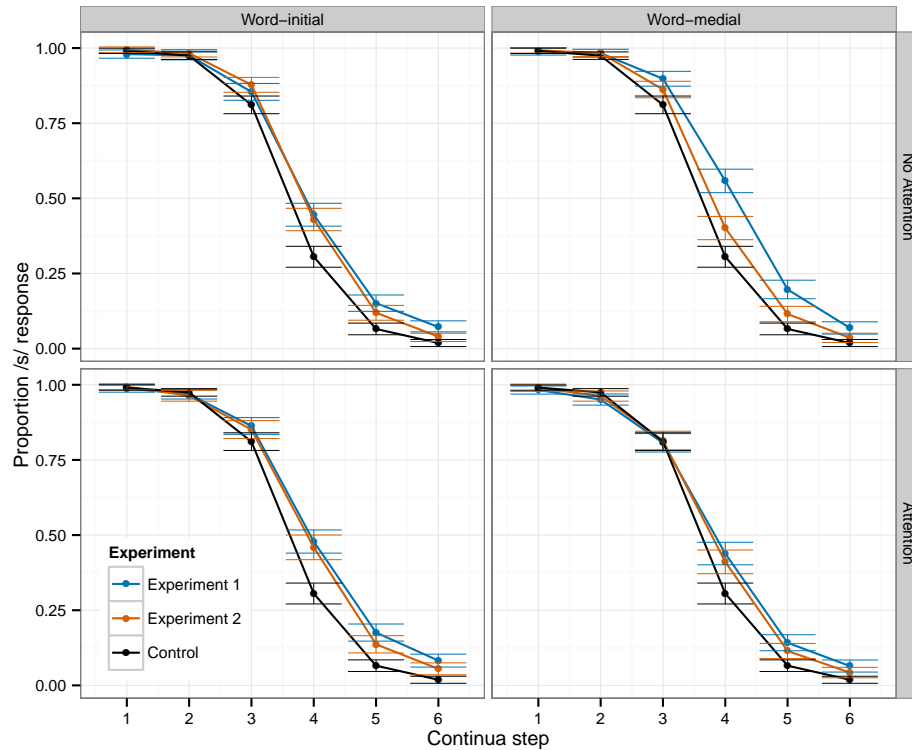 Word-initial
Word-medial
Proportion /s/ response
1.00
0.75
0.50
0.25
0.00
No Attention
1.00
0.75
0.50
0.25
0.00
Attention
Experiment
Experiment 1
Experiment 2
Control
1 2 3 4 5 6
1 2 3 4 5 6
Continua step